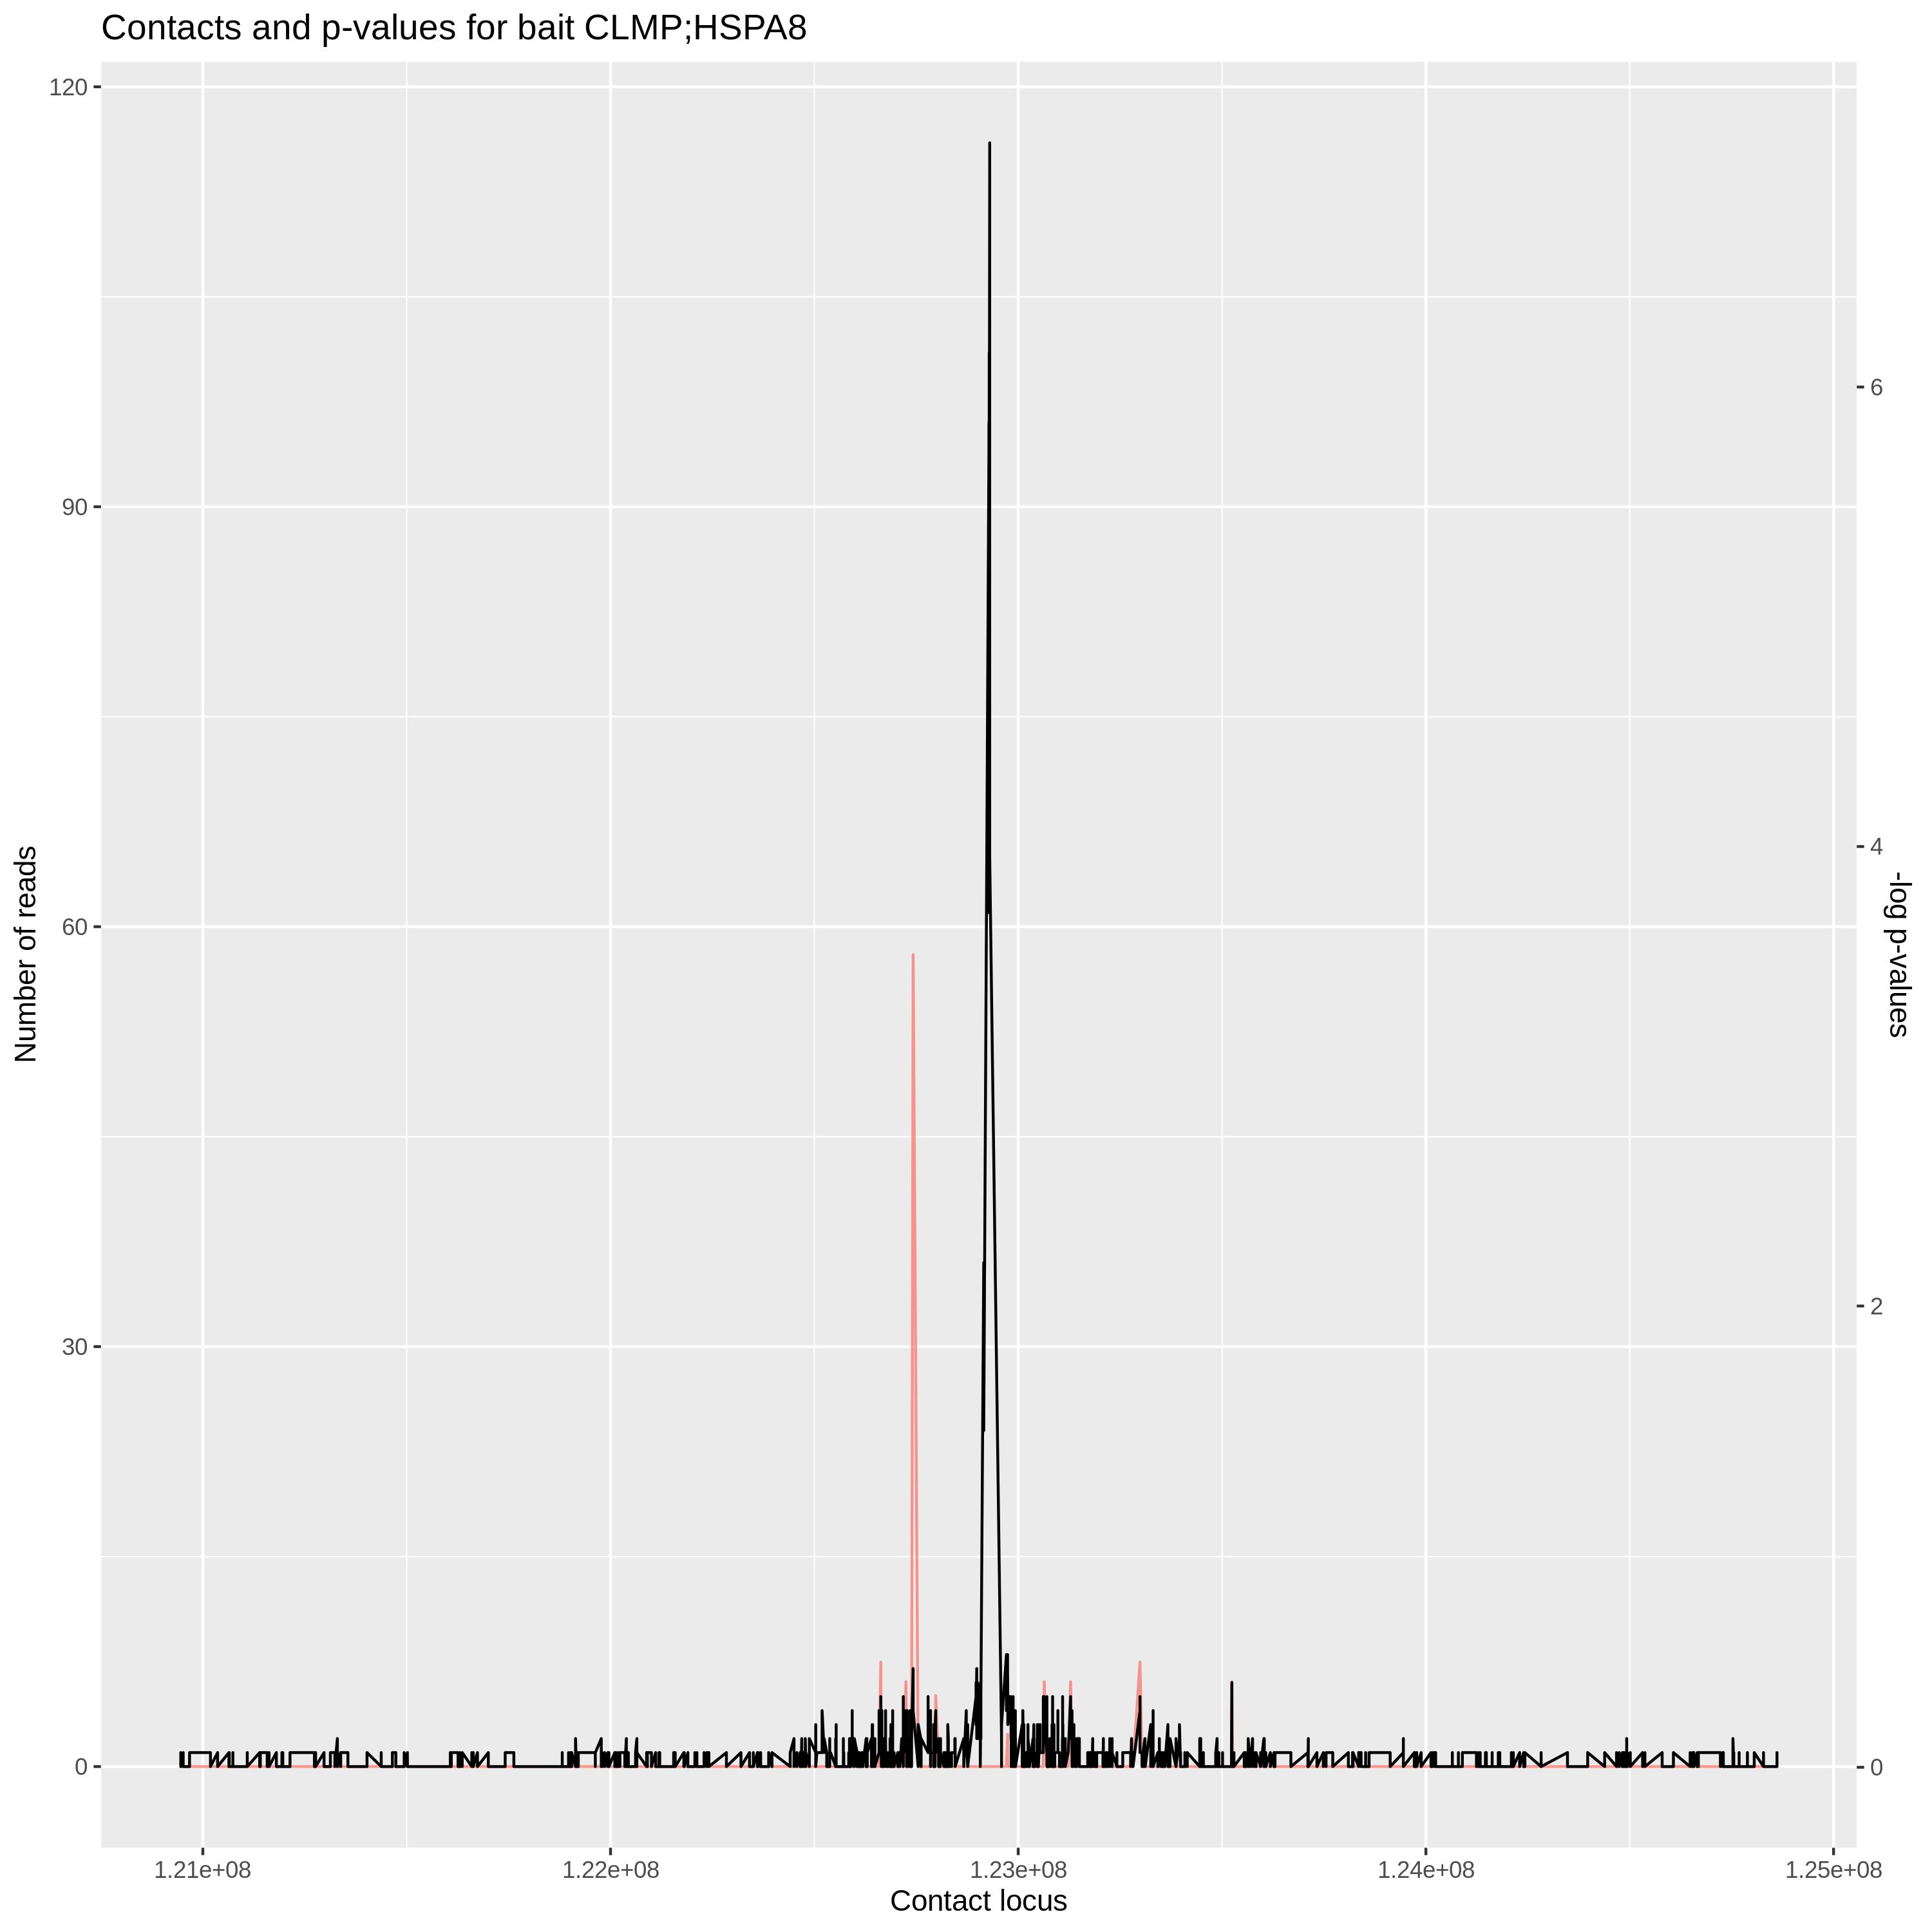 Contacts and p-values for bait CLMP;HSPA8
120
90
60
30
0
Number of reads
6
4
2
0
-log p-values
1.21e+08
1.22e+08
1.23e+08
1.24e+08
1.25e+08
Contact locus